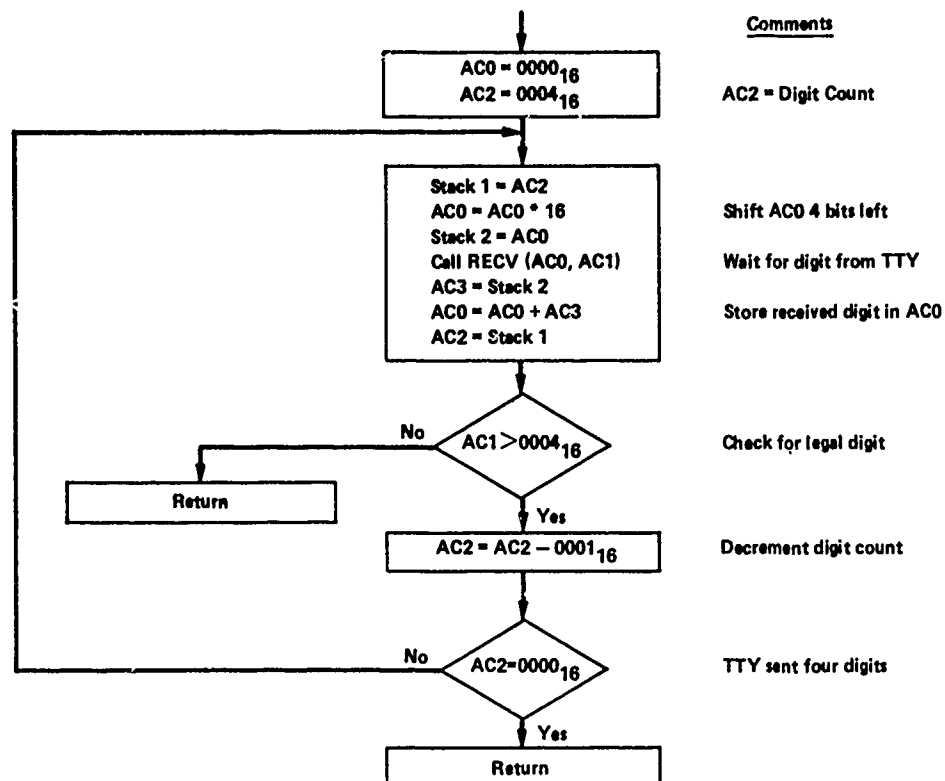 Comments
AC0 = 0000₁₆
AC2 = 0004₁₆
AC2 = Digit Count
Stack 1 = AC2
AC0 = AC0 * 16
Shift AC0 4 bits left
Stack 2 = AC0
Call RECV (AC0, AC1)
Wait for digit from TTY
AC3 = Stack 2
AC0 = AC0 + AC3
Store received digit in AC0
AC2 = Stack 1
No
AC1 > 0004₁₆
Check for legal digit
Return
Yes
AC2 = AC2 − 0001₁₆
Decrement digit count
No
AC2=0000₁₆
TTY sent four digits
Yes
Return